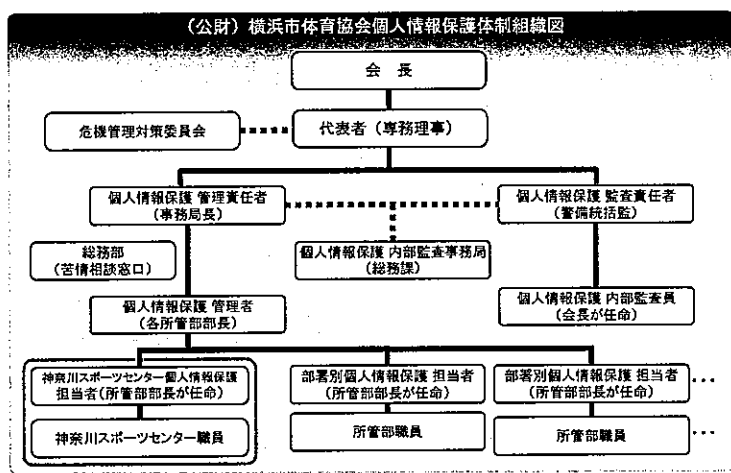 （公財）横浜市体育協会個人情報保護体制組織図
会 長
危機管理対策委員会
代表者（専務理事）
個人情報保護 管理責任者
（事務局長）
個人情報保護 監査責任者
（警備統括監）
総務部
（苦情相談窓口）
個人情報保護 内部監査事務局
（総務課）
個人情報保護 管理者
（各所管部部長）
個人情報保護 内部監査員
（会長が任命）
神奈川スポーツセンター個人情報保護
担当者（所管部部長が任命）
部署別個人情報保護 担当者
（所管部部長が任命）
部署別個人情報保護 担当者
（所管部部長が任命）
…
神奈川スポーツセンター職員
所管部職員
所管部職員
…